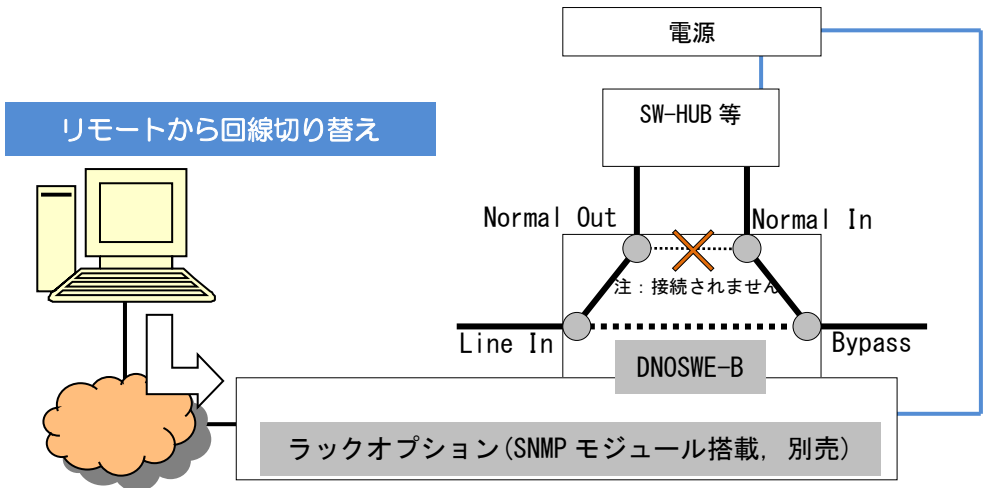 電源
リモートから回線切り替え
SW-HUB 等
Normal Out
Normal In
注：接続されません
Line In
Bypass
DNOSWE-B
ラックオプション(SNMP モジュール搭載, 別売)